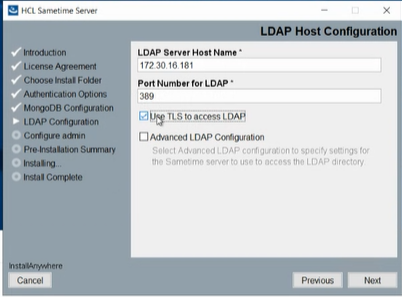 HCL Sametime Server
LDAP Host Configuration
Introduction
License Agreement
Choose Install Folder
Authentication Options
MongoDB Configuration
LDAP Configuration
Configure admin
Pre-Installation Summary
Installing...
Install Complete
LDAP Server Host Name *
172.30.16.181
Port Number for LDAP *
389
Use TLS to access LDAP
Advanced LDAP Configuration
Select Advanced LDAP configuration to specify settings for
the Sametime server to use to access the LDAP directory.
InstallAnywhere
Cancel
Previous
Next